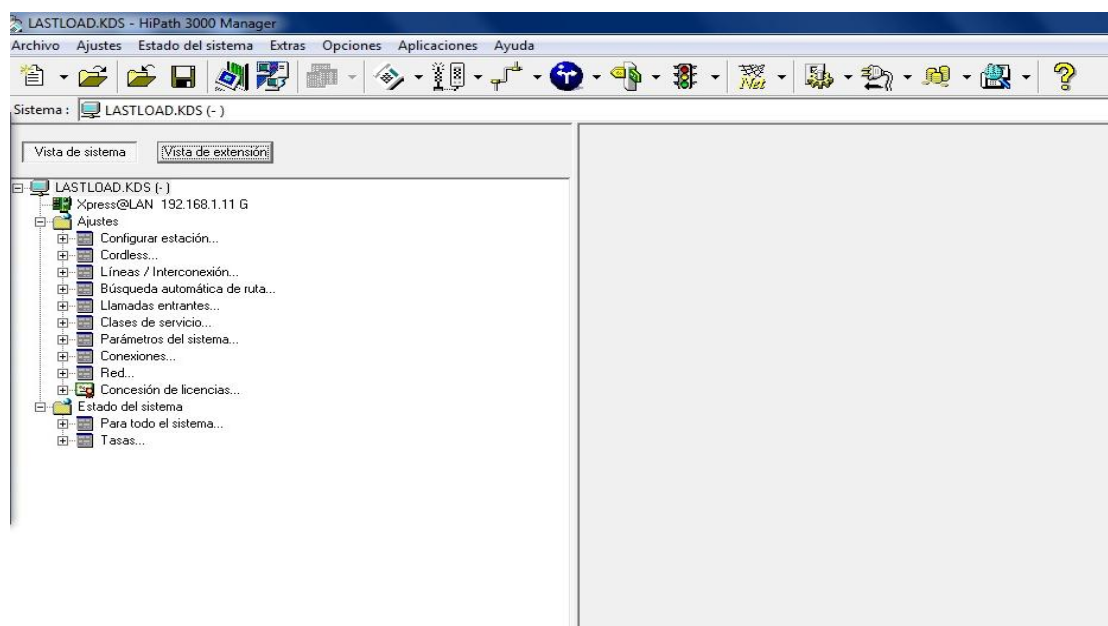 LASTLOAD.KDS - HiPath 3000 Manager
Archivo Ajustes Estado del sistema Extras Opciones Aplicaciones Ayuda
Net
Sistema : LASTLOAD.KDS (- )
Vista de sistema Vista de extensión
LASTLOAD.KDS (- )
Xpress@LAN 192.168.1.11 G
Ajustes
Configurar estación...
Cordless...
Líneas / Interconexión...
Búsqueda automática de ruta...
Llamadas entrantes...
Clases de servicio...
Parámetros del sistema...
Conexiones...
Red...
Concesión de licencias...
Estado del sistema
Para todo el sistema...
Tasas...